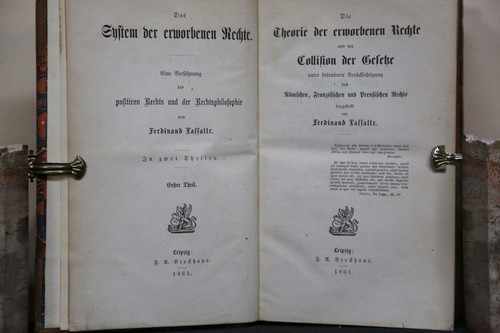 Das
System der erworbenen Rechte.
Eine Versöhnung
des
positiven Rechts und der Rechtsphilosophie
von
Ferdinand Lassalle.
In zwei Theilen.
Erster Theil.
Leipzig:
F. A. Brockhaus.
1861.
Die
Theorie der erworbenen Rechte
und der
Collision der Gesetze
unter besonderer Berücksichtigung
des
Römischen, Französischen und Preußischen Rechts
dargestellt
von
Ferdinand Lassalle.
Leipzig:
F. A. Brockhaus.
1861.